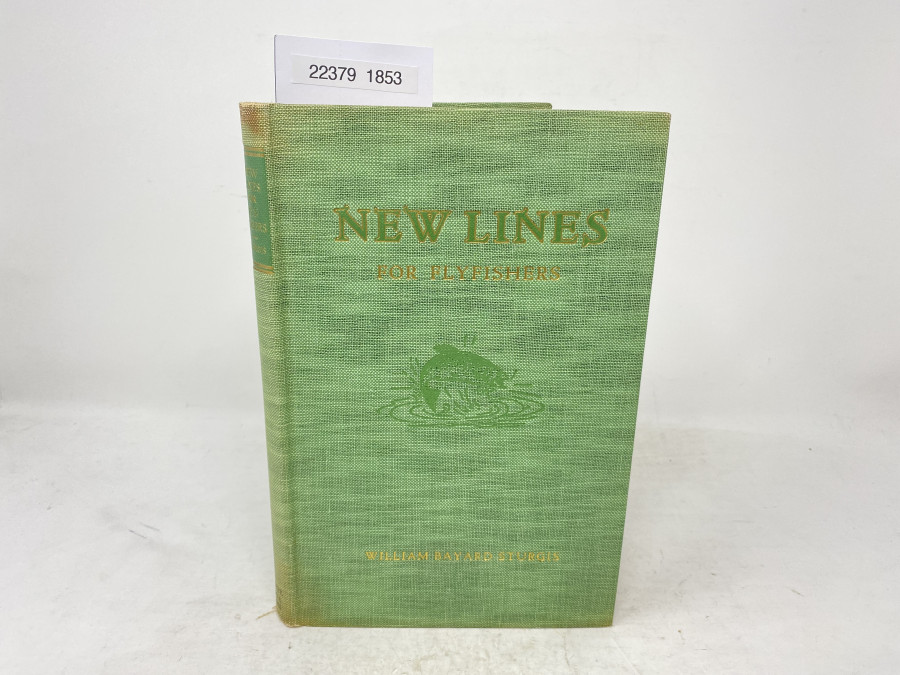 22379 1853
NEW LINES
FOR FLYFISHERS
WILLIAM BAYARD STURGIS